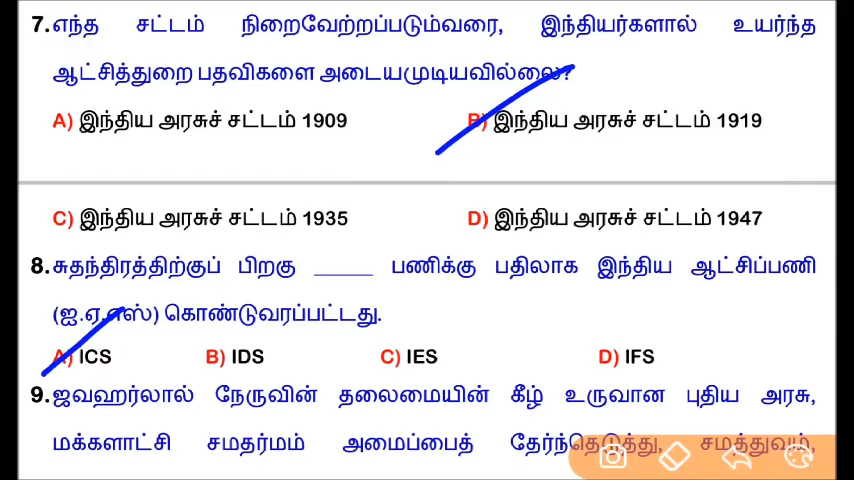 7. எந்த சட்டம் நிறைவேற்றப்படும்வரை, இந்தியர்களால் உயர்ந்த
ஆட்சித்துறை பதவிகளை அடையமுடியவில்லை?
A) இந்திய அரசுச் சட்டம் 1909 B) இந்திய அரசுச் சட்டம் 1919
C) இந்திய அரசுச் சட்டம் 1935 D) இந்திய அரசுச் சட்டம் 1947
8. சுதந்திரத்திற்குப் பிறகு _____ பணிக்கு பதிலாக இந்திய ஆட்சிப்பணி
(ஐ.ஏ.எஸ்) கொண்டுவரப்பட்டது.
A) ICS B) IDS C) IES D) IFS
9. ஜவஹர்லால் நேருவின் தலைமையின் கீழ் உருவான புதிய அரசு,
மக்களாட்சி சமதர்மம் அமைப்பைத் தேர்ந்தெடுத்து, சமத்துவம்,